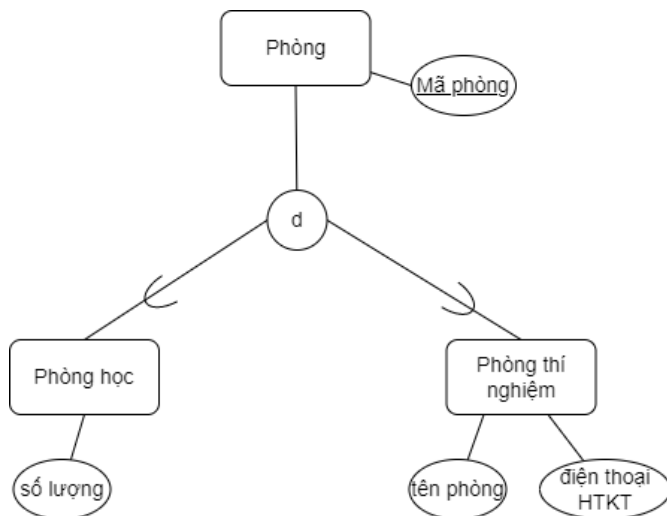 Phòng
Mã phòng
d
Phòng học
Phòng thí
nghiệm
số lượng
tên phòng
điện thoại
HTKT